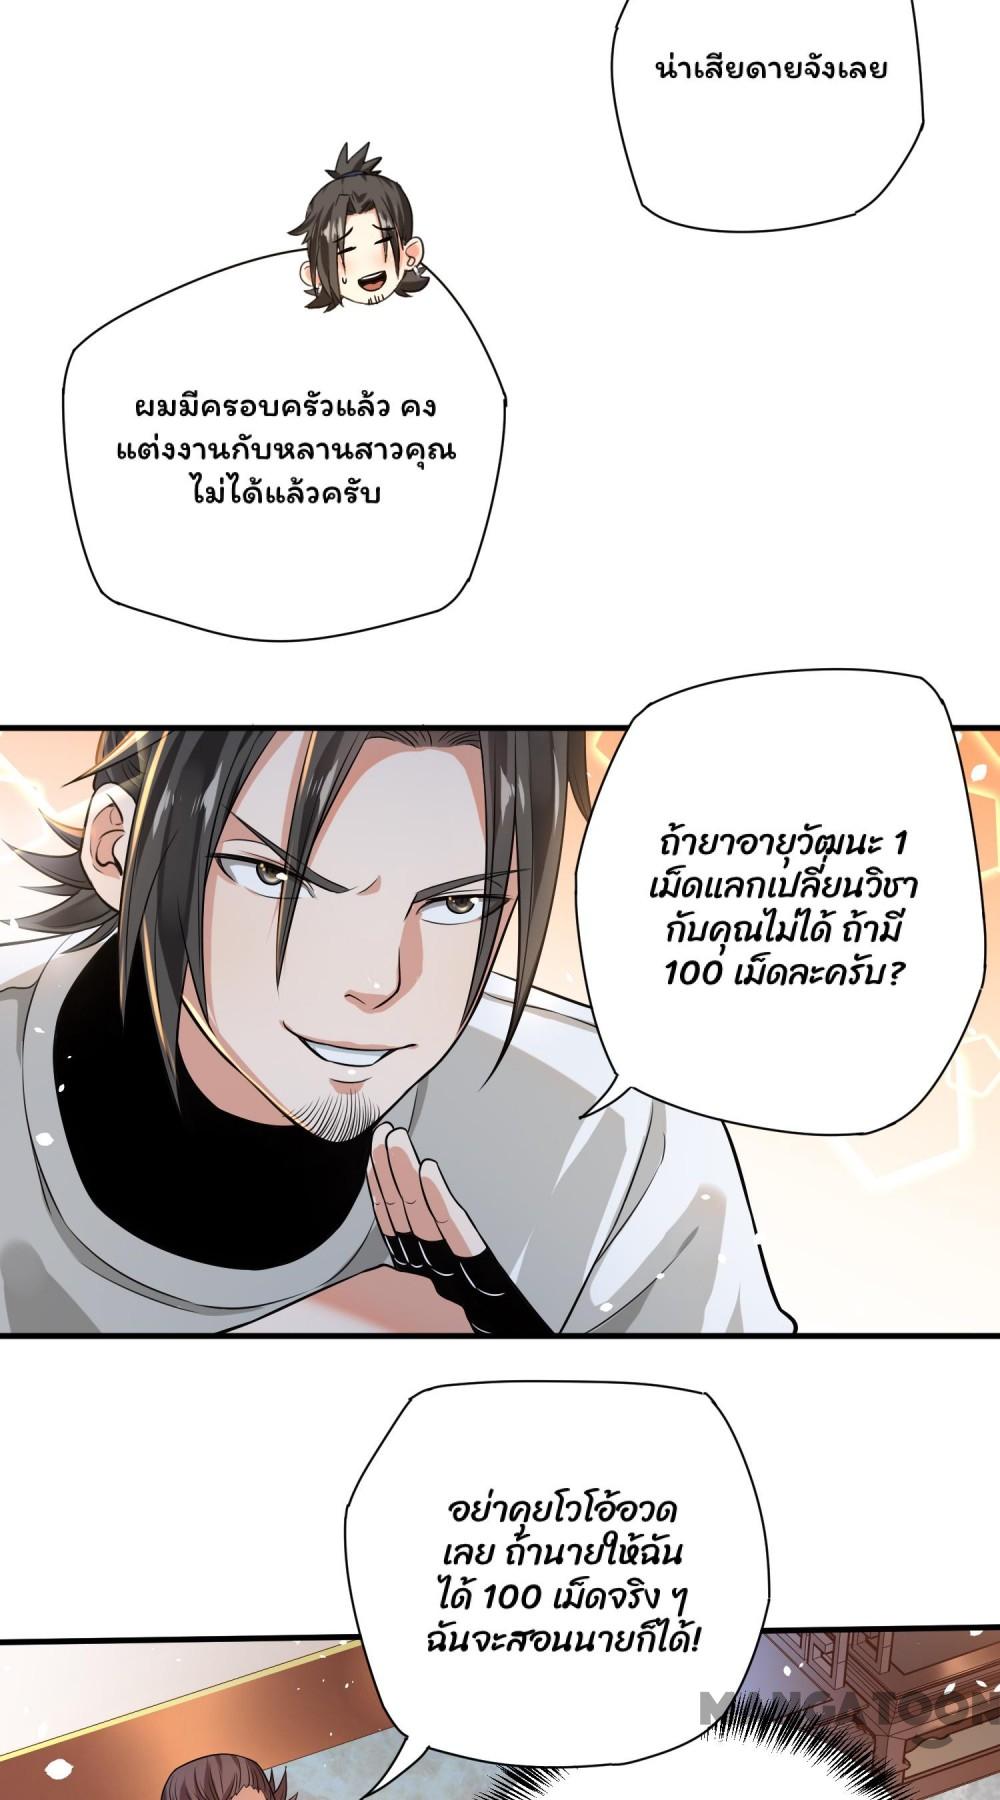 น่าเสียดายจังเลย
ผมมีครอบครัวแล้ว คง
แต่งงานกับหลานสาวคุณ
ไม่ได้แล้วครับ
ถ้ายาอายุวัฒนะ 1
เม็ดแลกเปลี่ยนวิชา
กับคุณไม่ได้ ถ้ามี
100 เม็ดละครับ?
อย่าคุยโวโอ้อวด
เลย ถ้านายให้ฉัน
ได้ 100 เม็ดจริง ๆ
ฉันจะสอนนายก็ได้!
MANGATOON